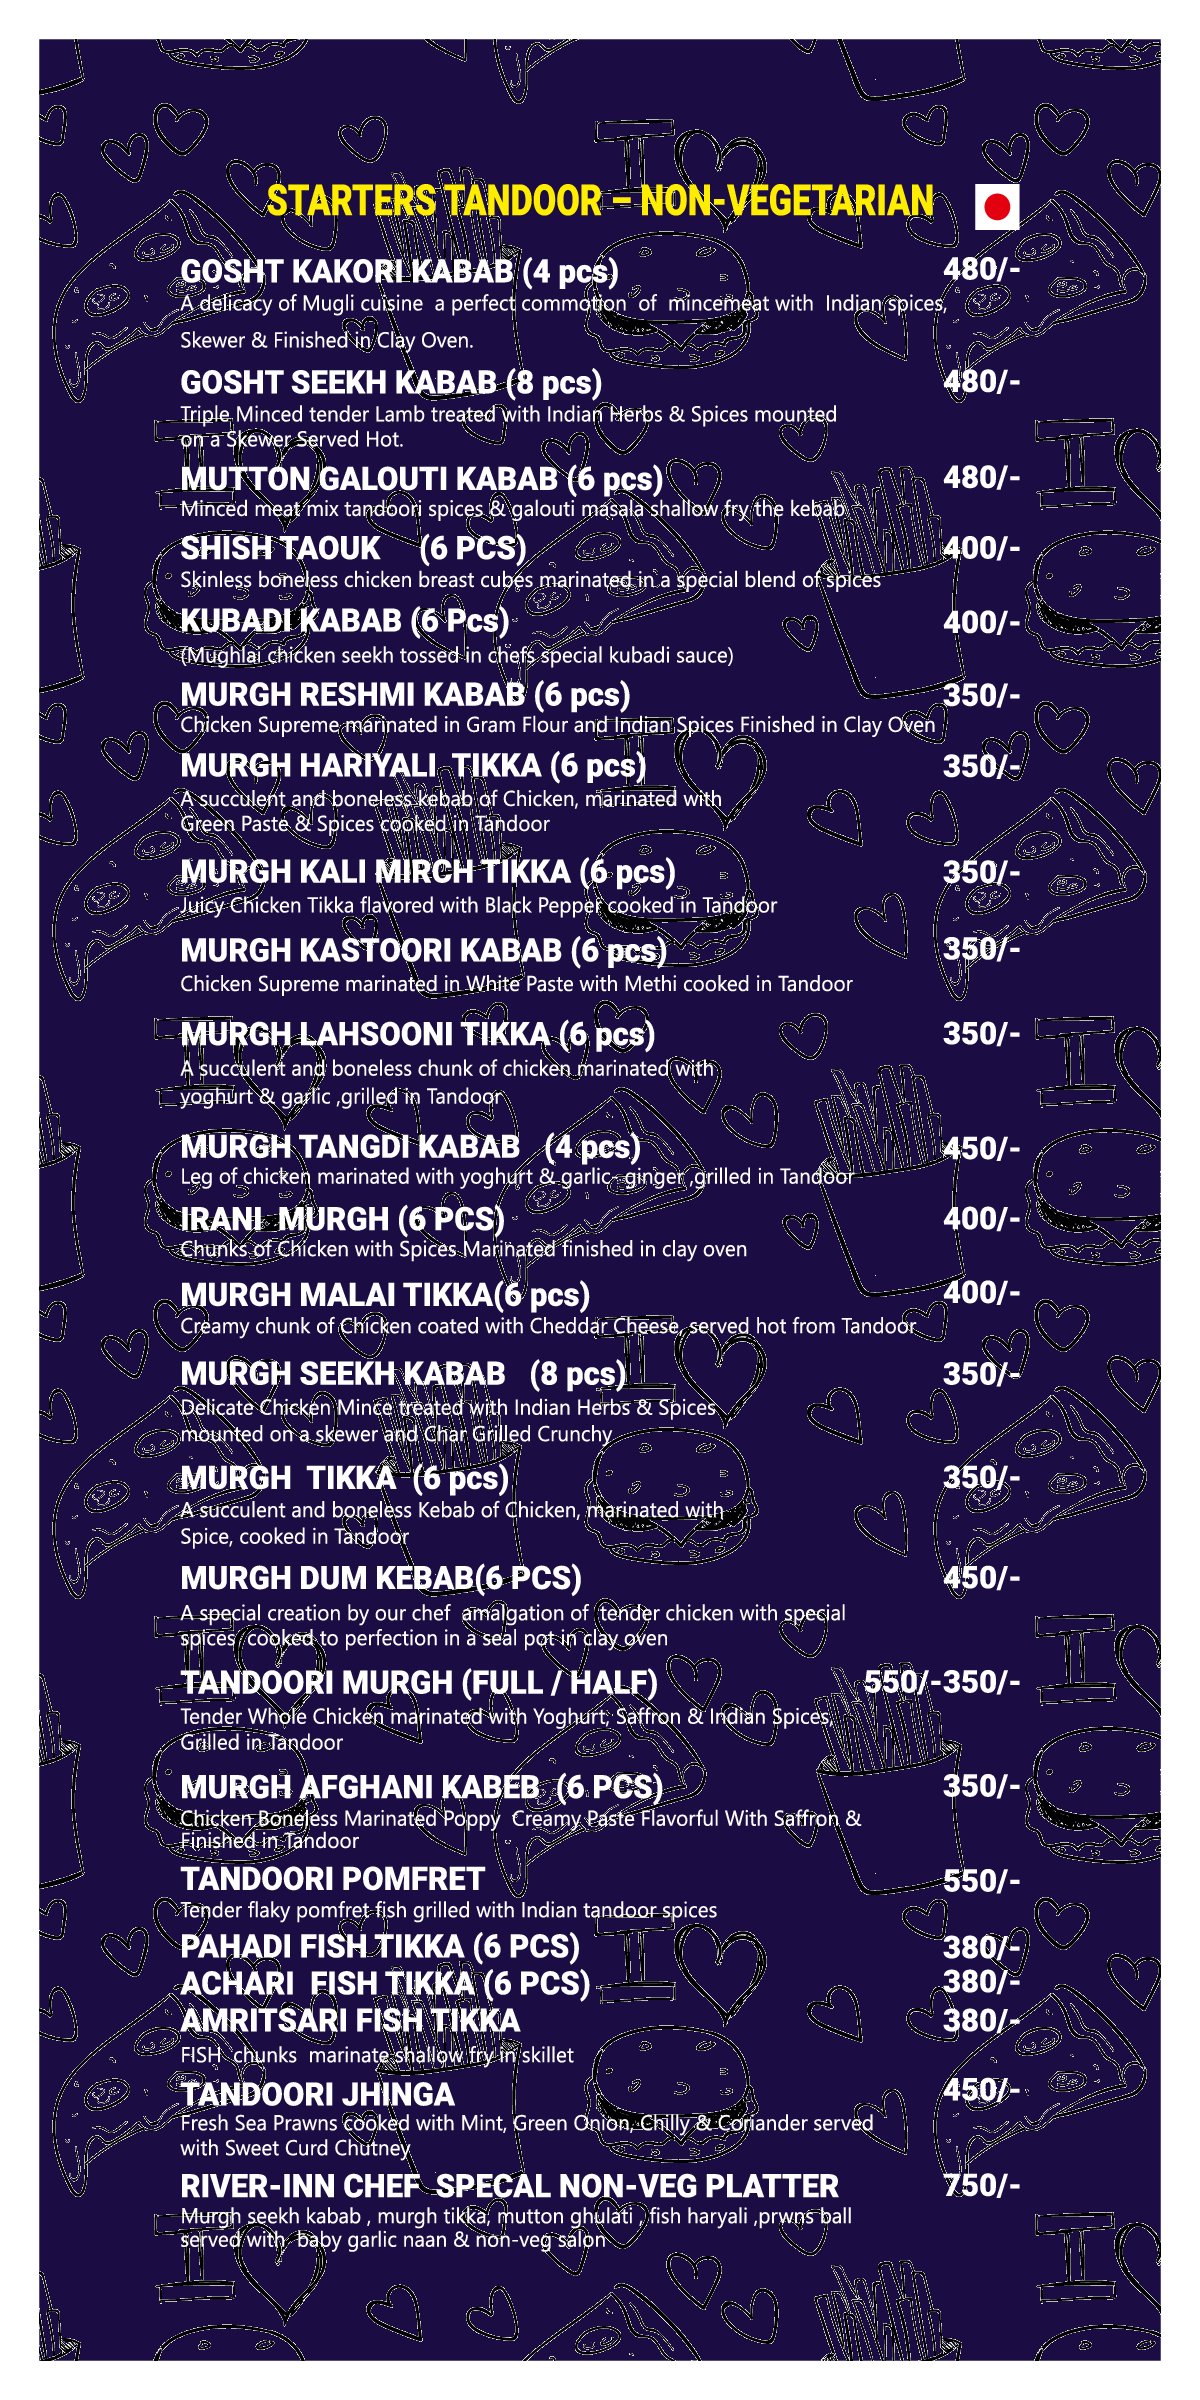 STARTERS TANDOOR – NON-VEGETARIAN
GOSHT KAKORI KABAB (4 pcs) 480/-
A delicacy of Mugli cuisine a perfect commotion of mincemeat with Indian spices,
Skewer & Finished in Clay Oven.
GOSHT SEEKH KABAB (8 pcs) 480/-
Triple Minced tender Lamb treated with Indian Herbs & Spices mounted
on a Skewer Served Hot.
MUTTON GALOUTI KABAB (6 pcs) 480/-
Minced meat mix tandoori spices & galouti masala shallow fry the kebab
SHISH TAOUK (6 PCS) 400/-
Skinless boneless chicken breast cubes marinated in a special blend of spices
KUBADI KABAB (6 Pcs) 400/-
(Mughlai chicken seekh tossed in chefs special kubadi sauce)
MURGH RESHMI KABAB (6 pcs) 350/-
Chicken Supreme marinated in Gram Flour and Indian Spices Finished in Clay Oven
MURGH HARIYALI TIKKA (6 pcs) 350/-
A succulent and boneless kebab of Chicken, marinated with
Green Paste & Spices cooked in Tandoor
MURGH KALI MIRCH TIKKA (6 pcs) 350/-
Juicy Chicken Tikka flavored with Black Pepper cooked in Tandoor
MURGH KASTOORI KABAB (6 pcs) 350/-
Chicken Supreme marinated in White Paste with Methi cooked in Tandoor
MURGH LAHSOONI TIKKA (6 pcs) 350/-
A succulent and boneless chunk of chicken marinated with
yoghurt & garlic ,grilled in Tandoor
MURGH TANGDI KABAB (4 pcs) 450/-
Leg of chicken marinated with yoghurt & garlic- ginger ,grilled in Tandoor
IRANI MURGH (6 PCS) 400/-
Chunks of Chicken with Spices Marinated finished in clay oven
MURGH MALAI TIKKA(6 pcs) 400/-
Creamy chunk of Chicken coated with Cheddar Cheese, served hot from Tandoor
MURGH SEEKH KABAB (8 pcs) 350/-
Delicate Chicken Mince treated with Indian Herbs & Spices
mounted on a skewer and Char Grilled Crunchy
MURGH TIKKA (6 pcs) 350/-
A succulent and boneless Kebab of Chicken, marinated with
Spice, cooked in Tandoor
MURGH DUM KEBAB(6 PCS) 450/-
A special creation by our chef amalgation of tender chicken with special
spices cooked to perfection in a seal pot in clay oven
TANDOORI MURGH (FULL / HALF) 550/-350/-
Tender Whole Chicken marinated with Yoghurt, Saffron & Indian Spices,
Grilled in Tandoor
MURGH AFGHANI KABEB (6 PCS) 350/-
Chicken Boneless Marinated Poppy Creamy Paste Flavorful With Saffron &
Finished in Tandoor
TANDOORI POMFRET 550/-
Tender flaky pomfret fish grilled with Indian tandoor spices
PAHADI FISH TIKKA (6 PCS) 380/-
ACHARI FISH TIKKA (6 PCS) 380/-
AMRITSARI FISH TIKKA 380/-
FISH chunks marinate shallow fry in skillet
TANDOORI JHINGA 450/-
Fresh Sea Prawns cooked with Mint, Green Onion, Chilly & Coriander served
with Sweet Curd Chutney
RIVER-INN CHEF SPECAL NON-VEG PLATTER 750/-
Murgh seekh kabab , murgh tikka, mutton ghulati , fish haryali ,prwns ball
served with baby garlic naan & non-veg salon